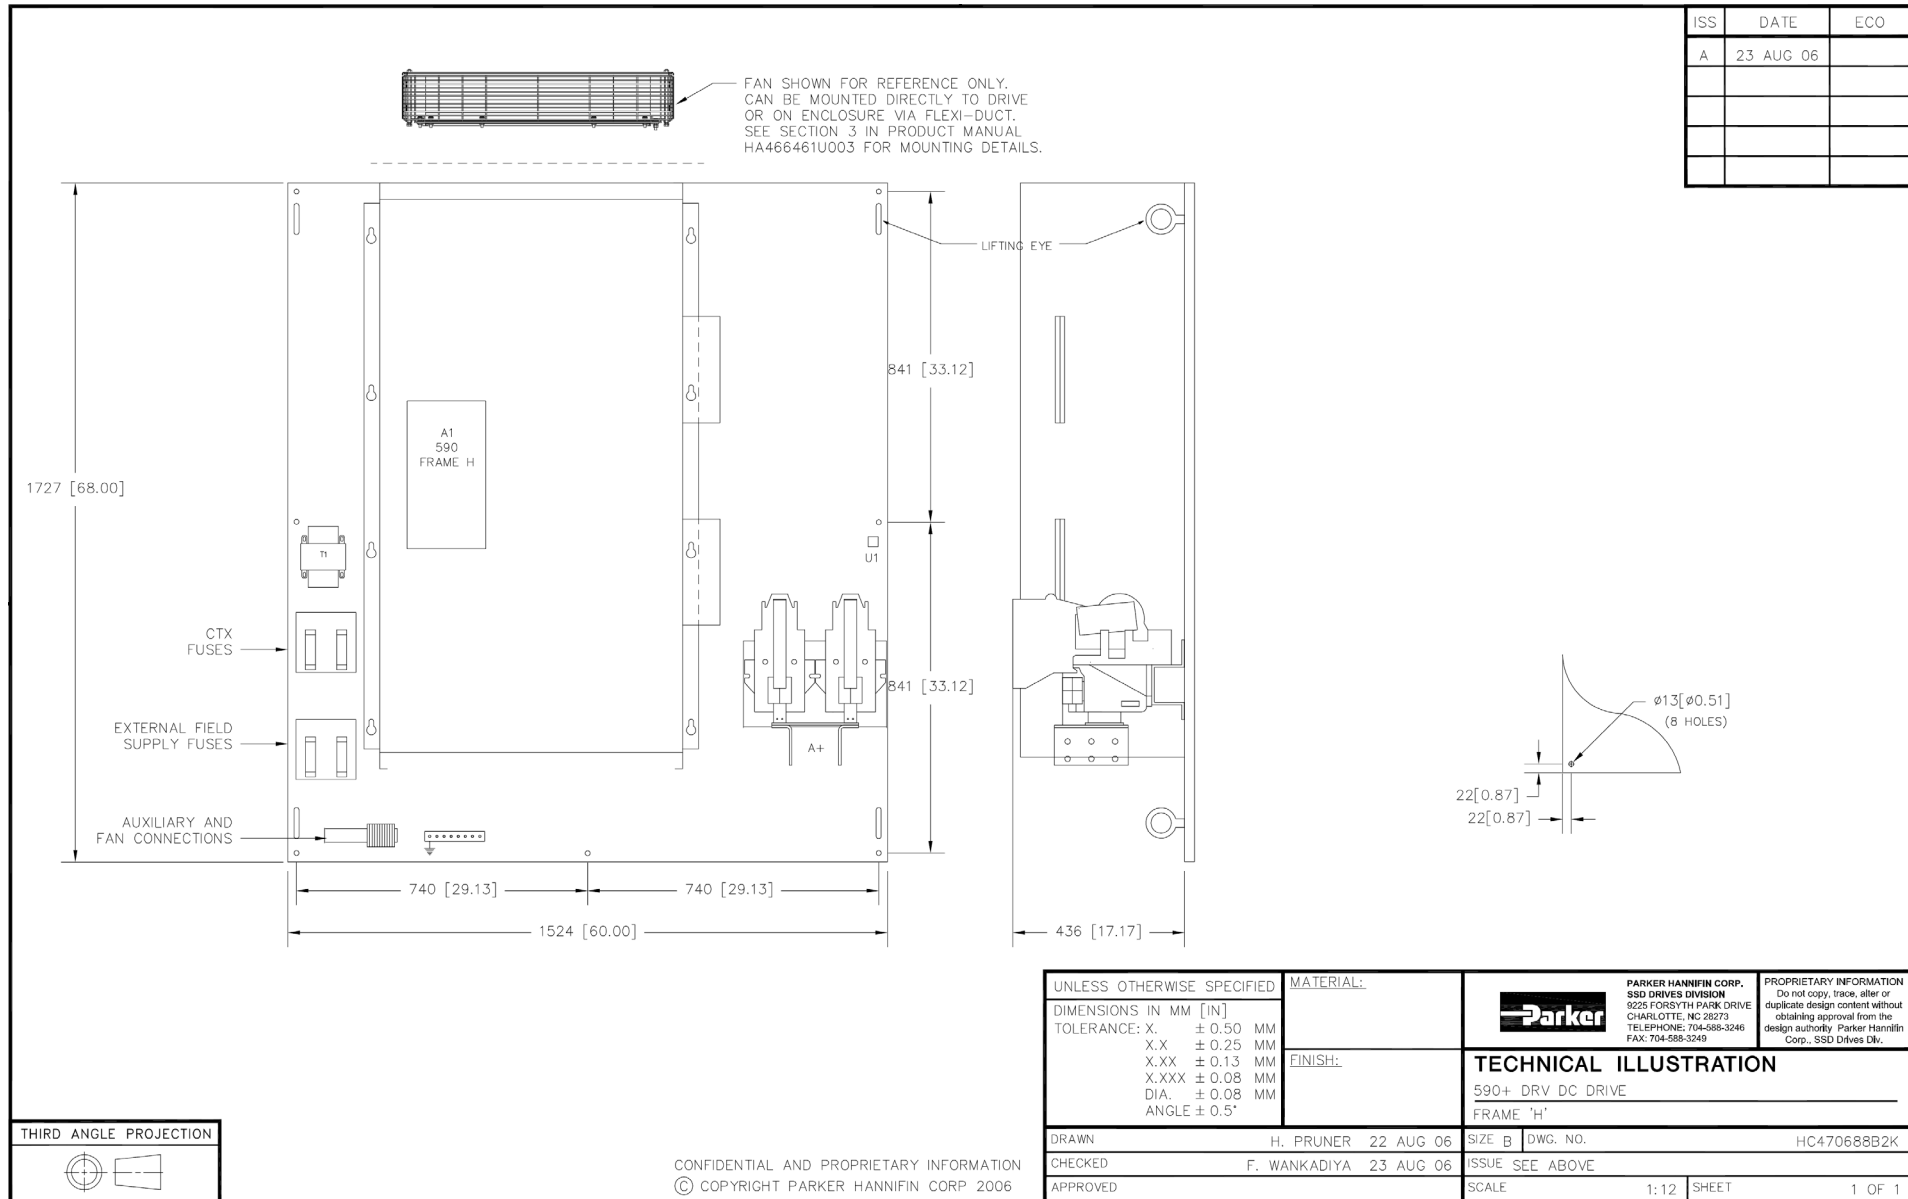 ISS DATE ECO
A 23 AUG 06
FAN SHOWN FOR REFERENCE ONLY.
CAN BE MOUNTED DIRECTLY TO DRIVE
OR ON ENCLOSURE VIA FLEXI-DUCT.
SEE SECTION 3 IN PRODUCT MANUAL
HA466461U003 FOR MOUNTING DETAILS.
LIFTING EYE
841 [33.12]
A1
590
FRAME H
1727 [68.00]
T1
U1
CTX
FUSES
841 [33.12]
EXTERNAL FIELD
SUPPLY FUSES
A+
AUXILIARY AND
FAN CONNECTIONS
ø13[ø0.51]
(8 HOLES)
22[0.87]
22[0.87]
740 [29.13]
740 [29.13]
1524 [60.00]
436 [17.17]
UNLESS OTHERWISE SPECIFIED
DIMENSIONS IN MM [IN]
TOLERANCE: X. ± 0.50 MM
X.X ± 0.25 MM
X.XX ± 0.13 MM
X.XXX ± 0.08 MM
DIA. ± 0.08 MM
ANGLE ± 0.5°
MATERIAL:
FINISH:
Parker
PARKER HANNIFIN CORP.
SSD DRIVES DIVISION
9225 FORSYTH PARK DRIVE
CHARLOTTE, NC 28273
TELEPHONE: 704-588-3246
FAX: 704-588-3249
PROPRIETARY INFORMATION
Do not copy, trace, alter or
duplicate design content without
obtaining approval from the
design authority Parker Hannifin
Corp., SSD Drives Div.
TECHNICAL ILLUSTRATION
590+ DRV DC DRIVE
FRAME 'H'
DRAWN H. PRUNER 22 AUG 06
SIZE B DWG. NO. HC470688B2K
CHECKED F. WANKADIYA 23 AUG 06
ISSUE SEE ABOVE
APPROVED
SCALE 1:12 SHEET 1 OF 1
THIRD ANGLE PROJECTION
CONFIDENTIAL AND PROPRIETARY INFORMATION
© COPYRIGHT PARKER HANNIFIN CORP 2006